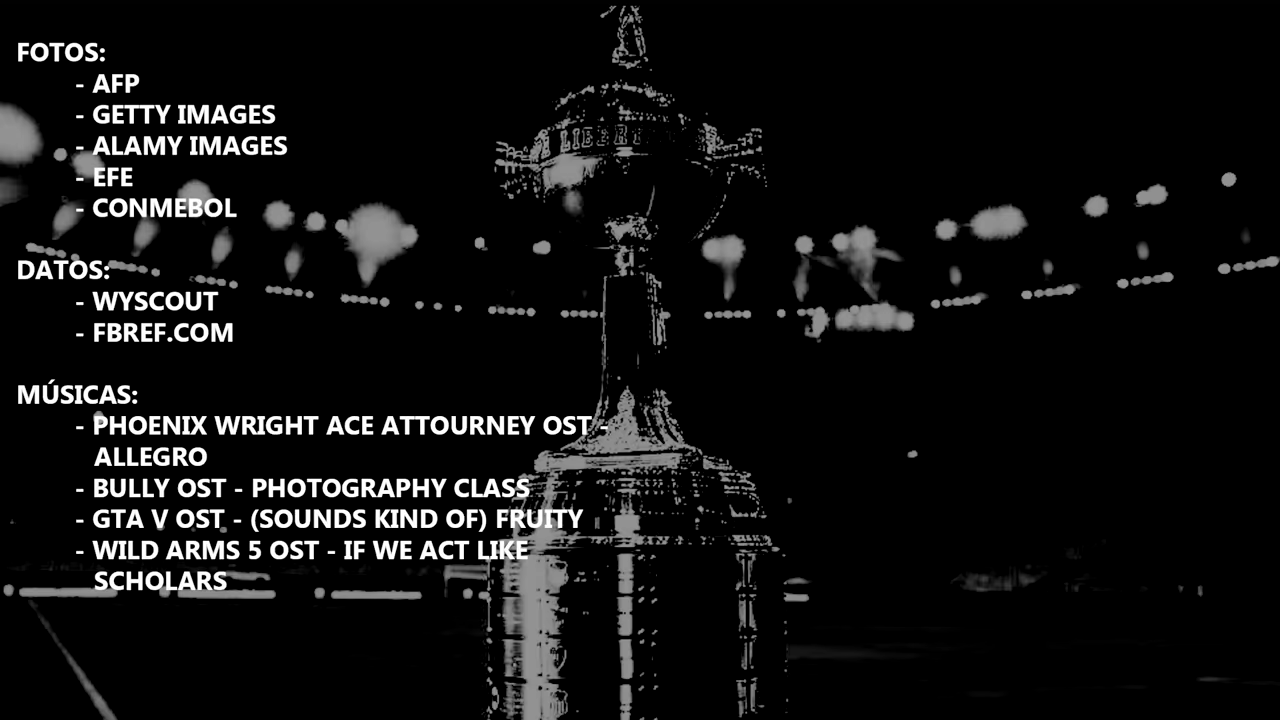 FOTOS:
- AFP
- GETTY IMAGES
- ALAMY IMAGES
- EFE
- CONMEBOL
DATOS:
- WYSCOUT
- FBREF.COM
MÚSICAS:
- PHOENIX WRIGHT ACE ATTOURNEY OST -
ALLEGRO
- BULLY OST - PHOTOGRAPHY CLASS
- GTA V OST - (SOUNDS KIND OF) FRUITY
- WILD ARMS 5 OST - IF WE ACT LIKE
SCHOLARS